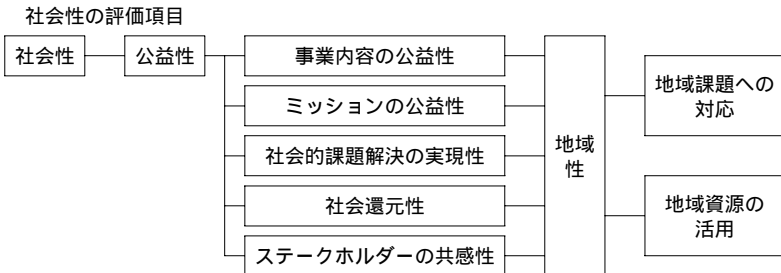 社会性の評価項目
社会性
公益性
事業内容の公益性
ミッションの公益性
社会的課題解決の実現性
社会還元性
ステークホルダーの共感性
地域
性
地域課題への
対応
地域資源の
活用